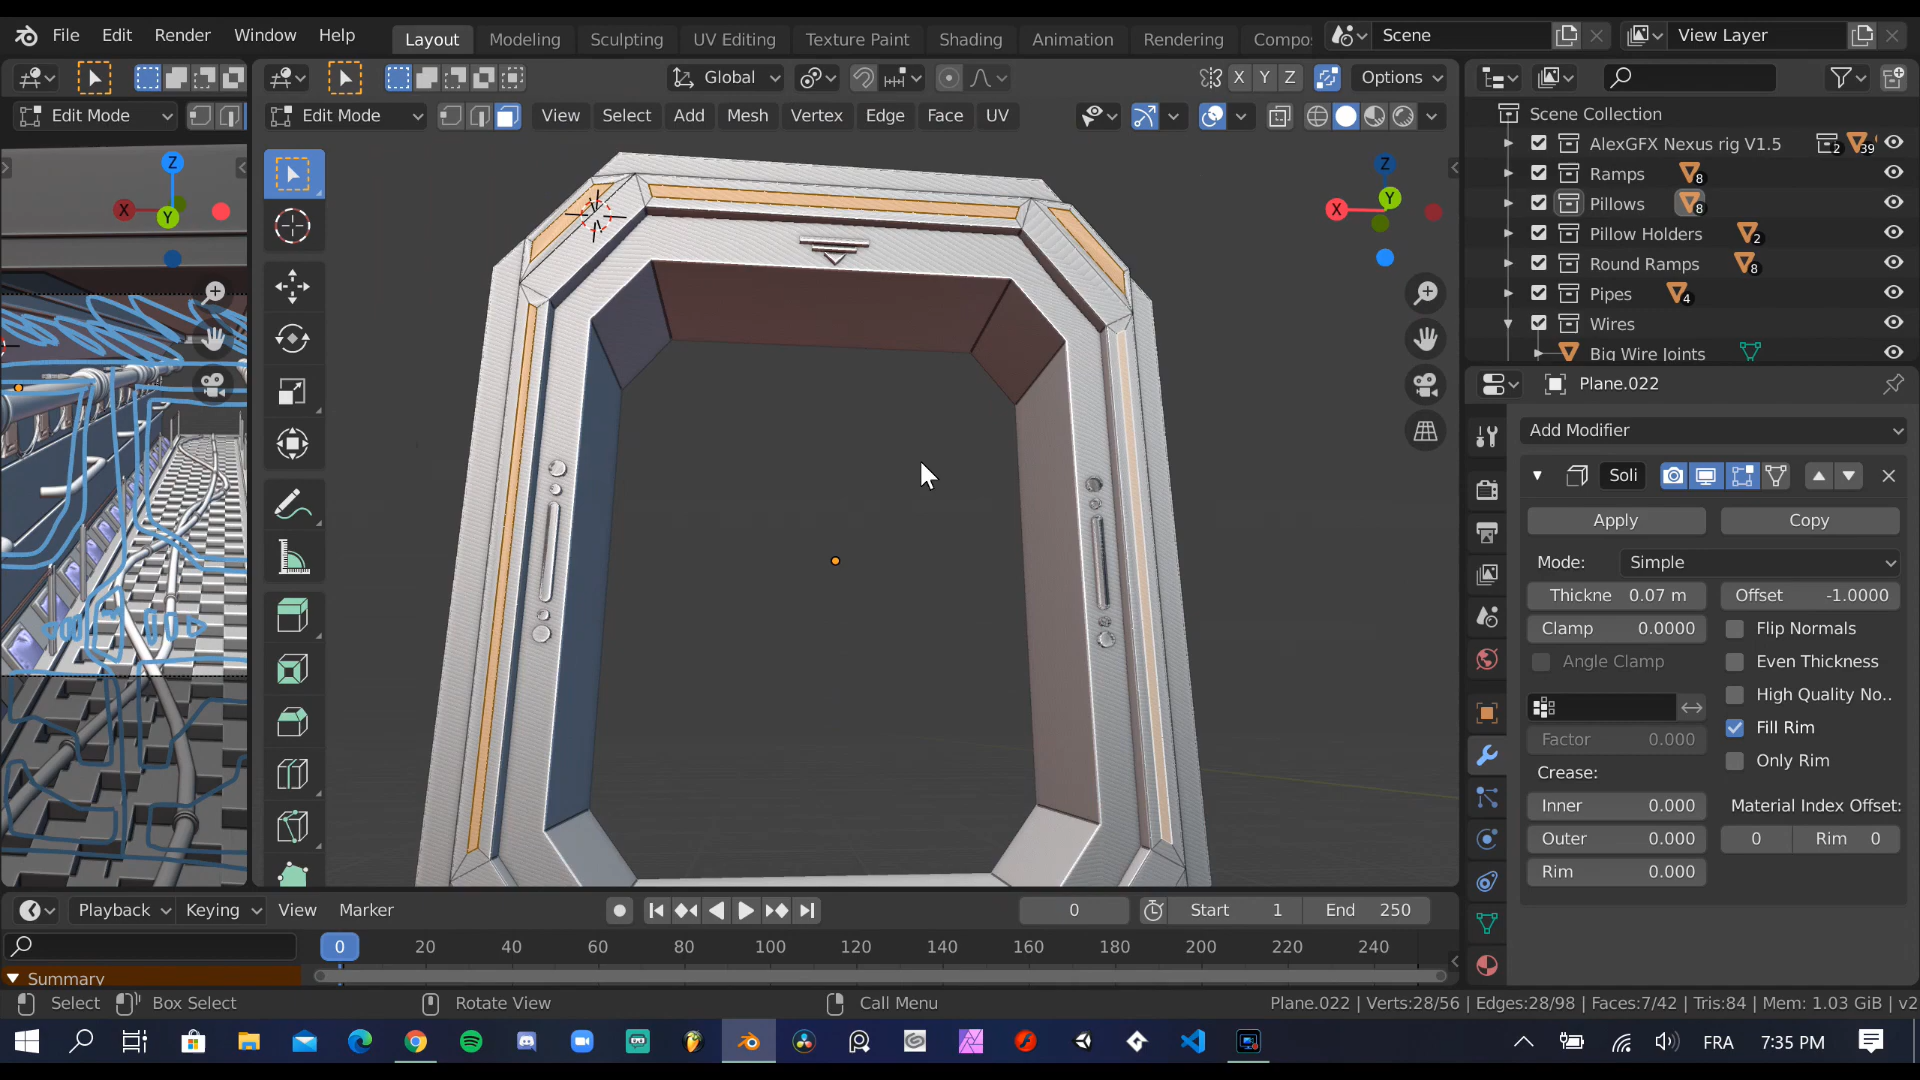 File Edit Render Window Help Layout Modeling Sculpting UV Editing Texture Paint Shading Animation Rendering Compo Scene View Layer
Global X Y Z Options
Edit Mode Edit Mode View Select Add Mesh Vertex Edge Face UV
Scene Collection
AlexGFX Nexus rig V1.5 2 39
Ramps 8
Pillows 8
Pillow Holders 2
Round Ramps 8
Pipes 4
Wires
Big Wire Joints
Z X Y
Z Y X
Plane.022
Add Modifier
Soli
Apply Copy
Mode: Simple
Thickne 0.07 m Offset -1.0000
Clamp 0.0000 Flip Normals
Angle Clamp Even Thickness
High Quality No..
Fill Rim
Factor 0.000 Only Rim
Crease:
Inner 0.000 Material Index Offset:
Outer 0.000 0 Rim 0
Rim 0.000
Playback Keying View Marker 0 Start 1 End 250
0 20 40 60 80 100 120 140 160 180 200 220 240
Summary
Select Box Select Rotate View Call Menu Plane.022 | Verts:28/56 | Edges:28/98 | Faces:7/42 | Tris:84 | Mem: 1.03 GiB | v2
FRA 7:35 PM